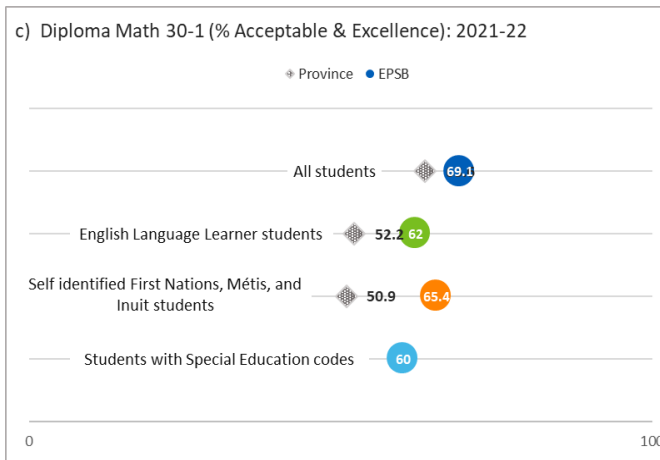 c) Diploma Math 30-1 (% Acceptable & Excellence): 2021-22
Province EPSB
All students 69.1
English Language Learner students 52.2 62
Self identified First Nations, Métis, and
Inuit students
50.9 65.4
Students with Special Education codes 60
0 100